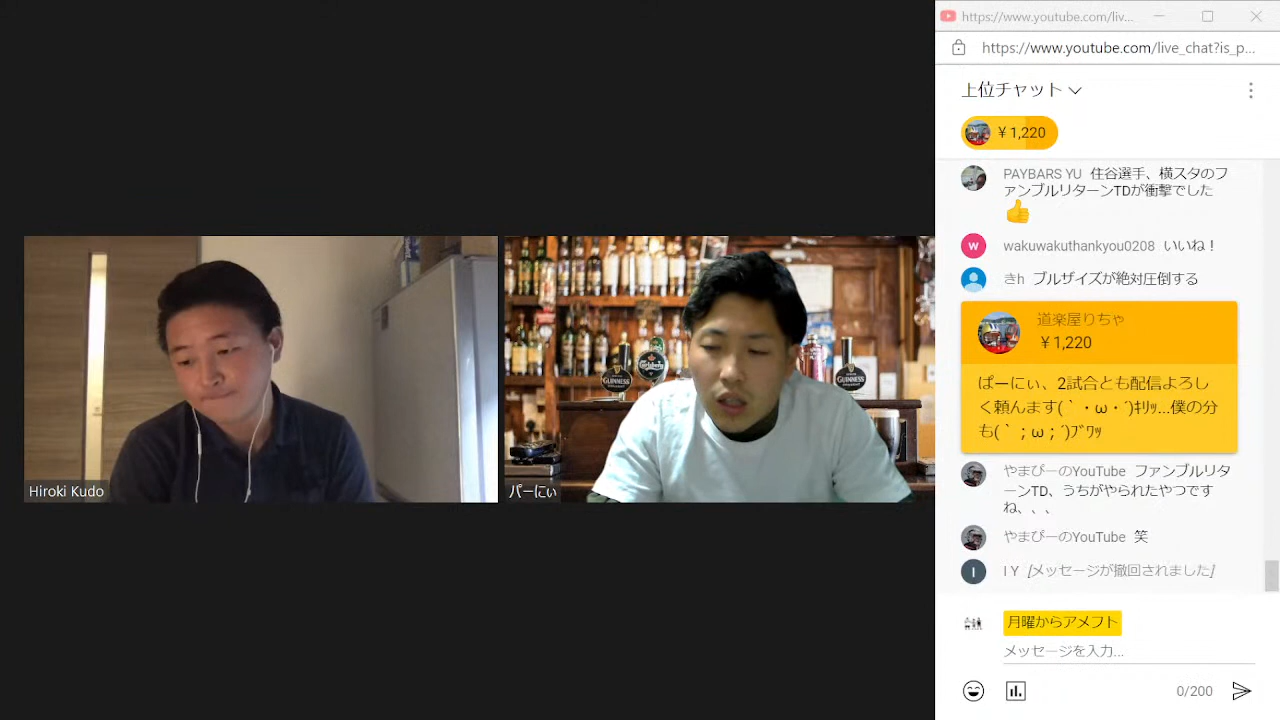 https://www.youtube.com/liv...
https://www.youtube.com/live_chat?is_p...
上位チャット
¥1,220
PAYBARS YU 住谷選手、横スタのフ
ァンブルリターンTDが衝撃でした
👍
w
wakuwakuthankyou0208 いいね！
きh ブルザイズが絶対圧倒する
道楽屋りちゃ
¥1,220
ぱーにぃ、2試合とも配信よろし
く頼んます(｀・ω・´)ｷﾘｯ...僕の分
も(｀；ω；´)ﾌﾞﾜｯ
やまぴーのYouTube ファンブルリタ
ーンTD、うちがやられたやつです
ね、、、
やまぴーのYouTube 笑
I
I Y [メッセージが撤回されました]
月曜からアメフト
メッセージを入力...
0/200
Hiroki Kudo
パーにぃ
GUINNESS
Carlsberg
GUINNESS